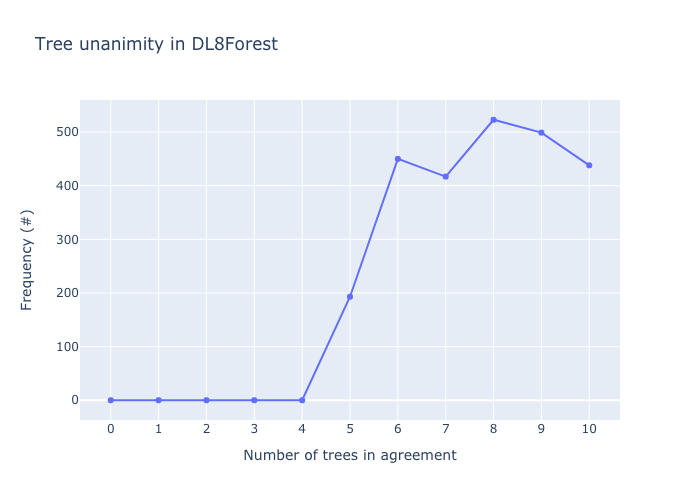 Tree unanimity in DL8Forest
Frequency (#)
500
400
300
200
100
0
0 1 2 3 4 5 6 7 8 9 10
Number of trees in agreement